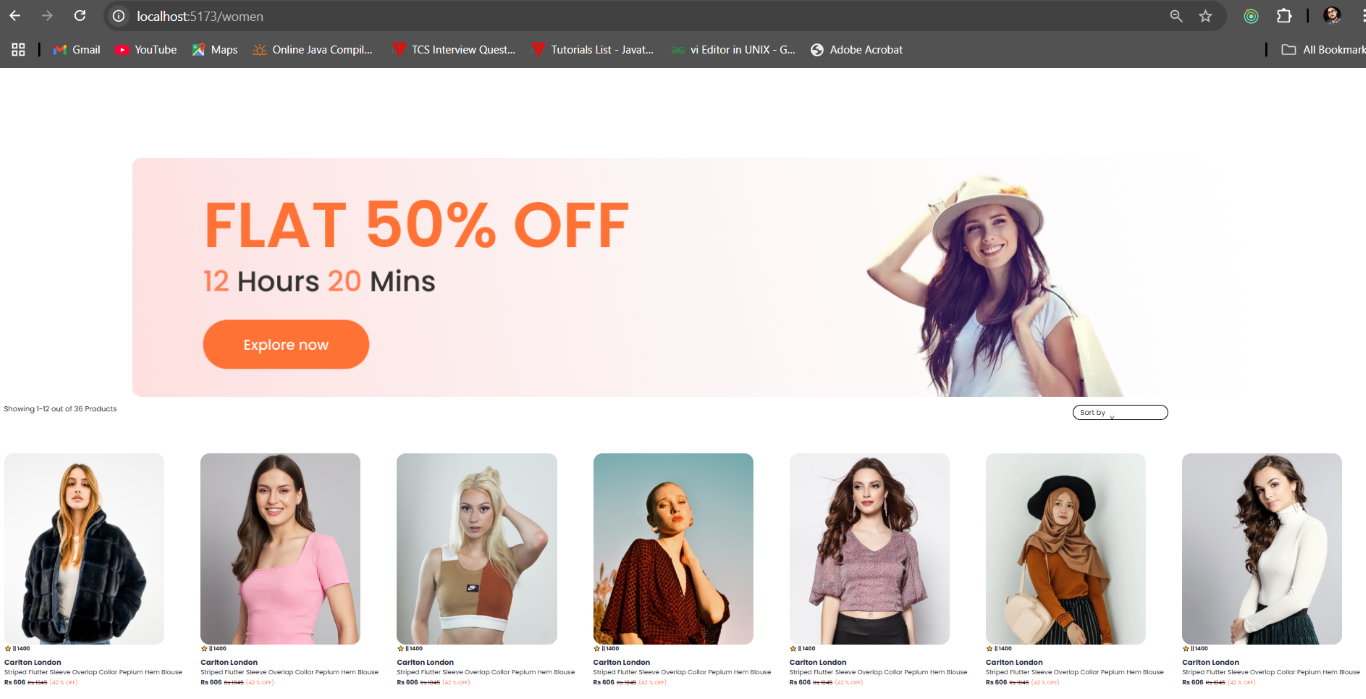 localhost:5173/women
Gmail YouTube Maps Online Java Compil... TCS Interview Quest... Tutorials List - Javat... vi Editor in UNIX - G... Adobe Acrobat All Bookmark
FLAT 50% OFF
12 Hours 20 Mins
Explore now
Showing 1-12 out of 36 Products
Sort by
|| 1400 || 1400 || 1400 || 1400 || 1400 || 1400 || 1400
Carlton London Carlton London Carlton London Carlton London Carlton London Carlton London Carlton London
Striped Flutter Sleeve Overlap Collar Peplum Hem Blouse Striped Flutter Sleeve Overlap Collar Peplum Hem Blouse Striped Flutter Sleeve Overlap Collar Peplum Hem Blouse Striped Flutter Sleeve Overlap Collar Peplum Hem Blouse Striped Flutter Sleeve Overlap Collar Peplum Hem Blouse Striped Flutter Sleeve Overlap Collar Peplum Hem Blouse Striped Flutter Sleeve Overlap Collar Peplum Hem Blouse
Rs 606 Rs 1045 (42 % OFF) Rs 606 Rs 1045 (42 % OFF) Rs 606 Rs 1045 (42 % OFF) Rs 606 Rs 1045 (42 % OFF) Rs 606 Rs 1045 (42 % OFF) Rs 606 Rs 1045 (42 % OFF) Rs 606 Rs 1045 (42 % OFF)